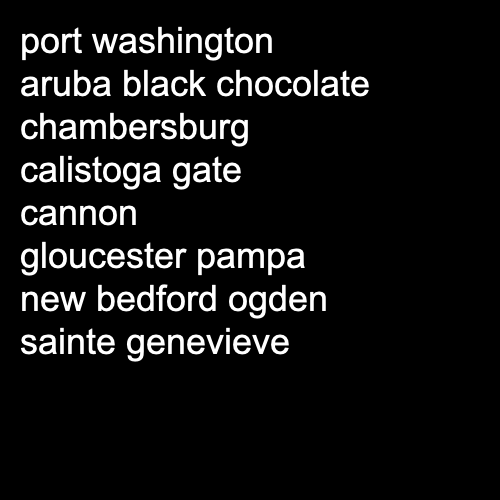 port washington
aruba black chocolate
chambersburg
calistoga gate
cannon
gloucester pampa
new bedford ogden
sainte genevieve